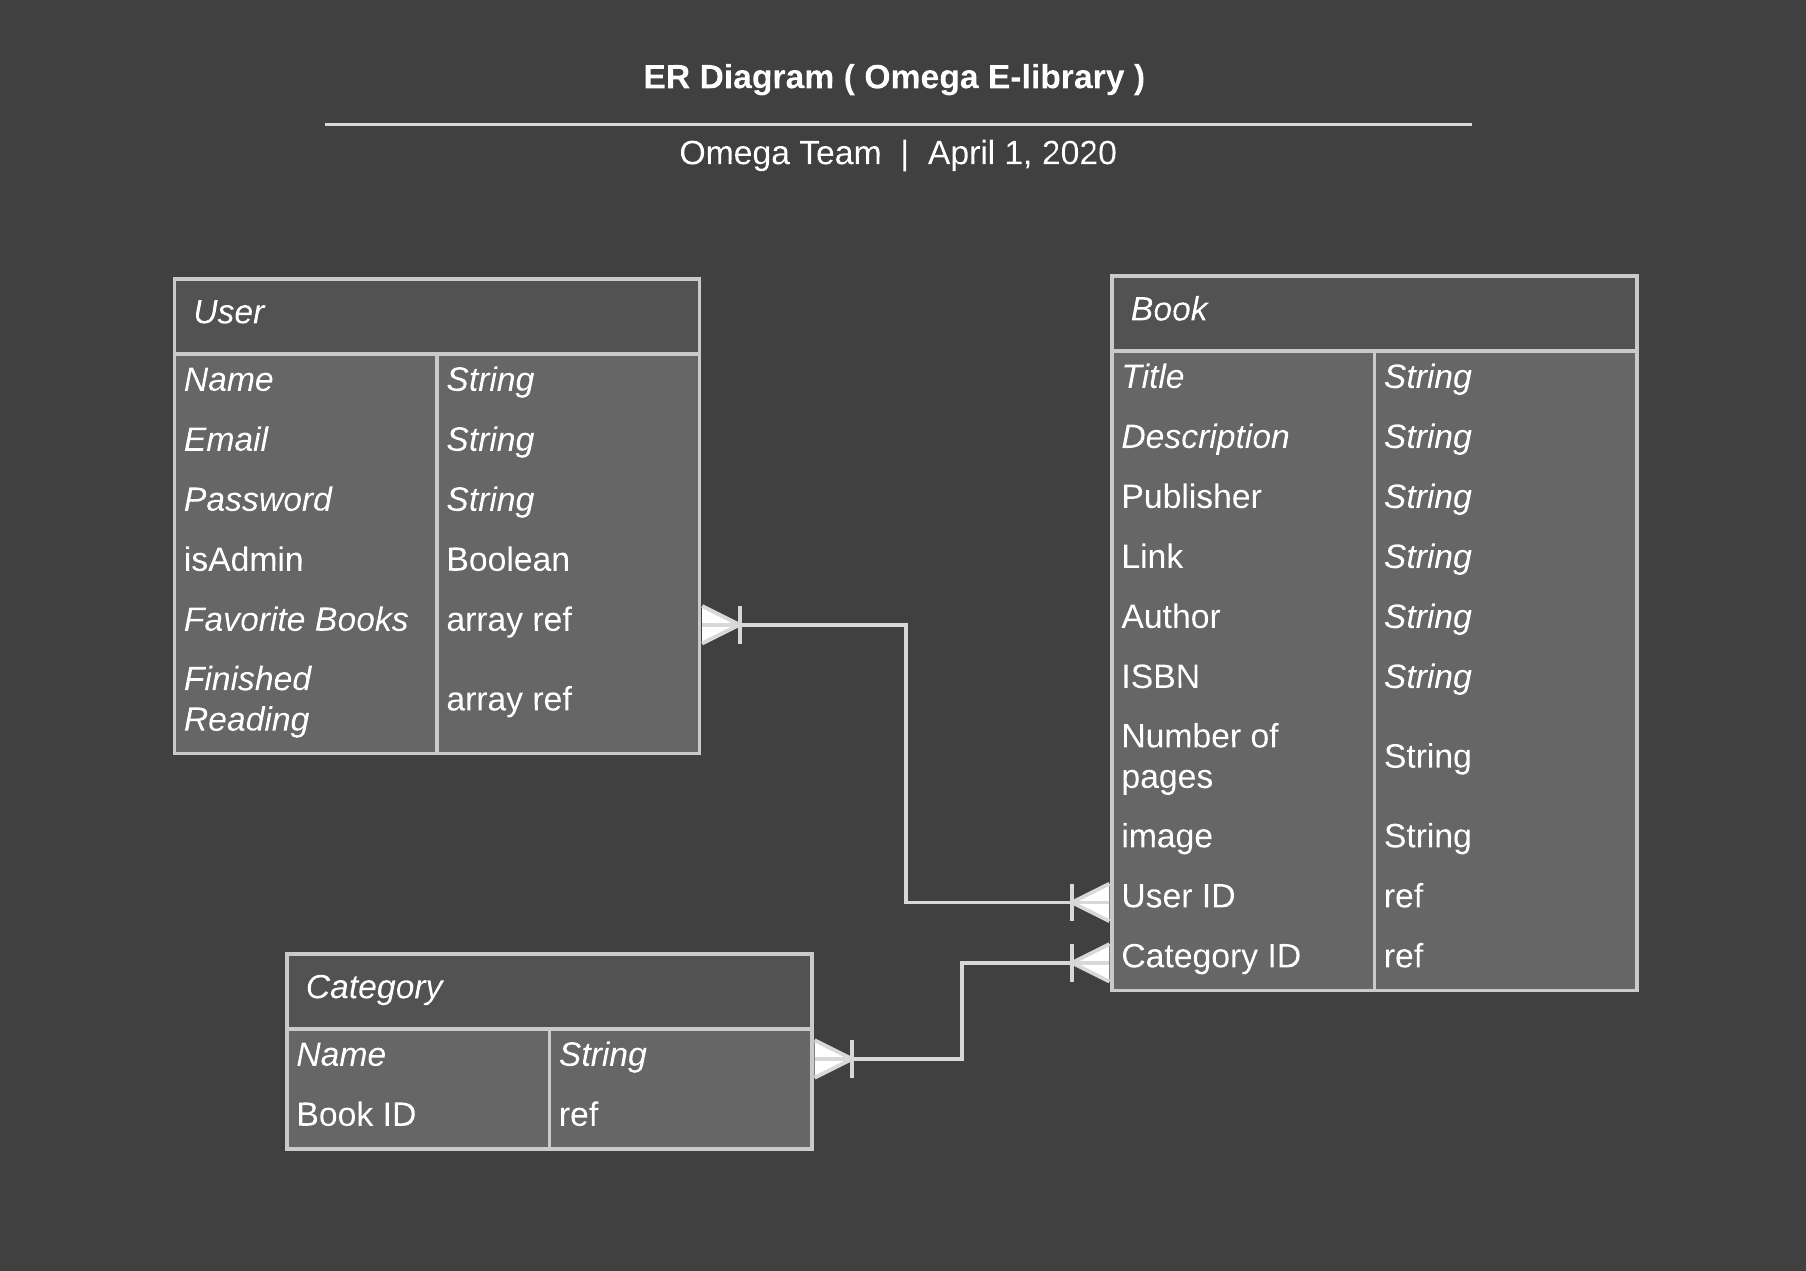 ER Diagram ( Omega E-library )
Omega Team | April 1, 2020
User
Name String
Email String
Password String
isAdmin Boolean
Favorite Books array ref
Finished
Reading
array ref
Book
Title String
Description String
Publisher String
Link String
Author String
ISBN String
Number of
pages
String
image String
User ID ref
Category ID ref
Category
Name String
Book ID ref